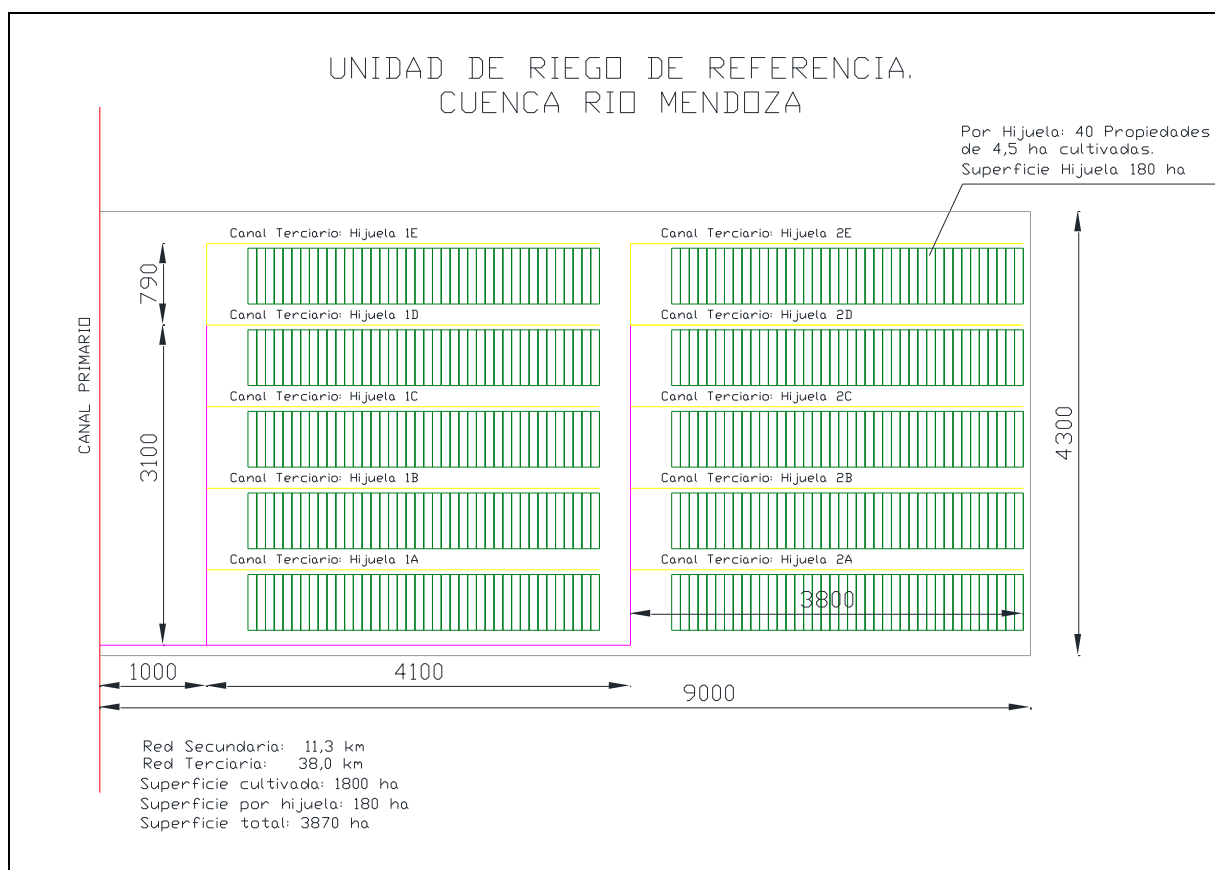 UNIDAD DE RIEGO DE REFERENCIA.
CUENCA RIO MENDOZA
Por Hijuela: 40 Propiedades
de 4,5 ha cultivadas.
Superficie Hijuela 180 ha
Canal Terciario: Hijuela 1E
Canal Terciario: Hijuela 2E
790
Canal Terciario: Hijuela 1D
Canal Terciario: Hijuela 2D
CANAL PRIMARIO
Canal Terciario: Hijuela 1C
Canal Terciario: Hijuela 2C
3100
4300
Canal Terciario: Hijuela 1B
Canal Terciario: Hijuela 2B
Canal Terciario: Hijuela 1A
Canal Terciario: Hijuela 2A
3800
1000
4100
9000
Red Secundaria: 11,3 km
Red Terciaria: 38,0 km
Superficie cultivada: 1800 ha
Superficie por hijuela: 180 ha
Superficie total: 3870 ha